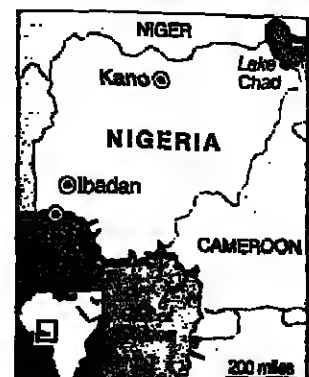 NIGER
Lake
Chad
Kano
NIGERIA
Ibadan
CAMEROON
200 miles